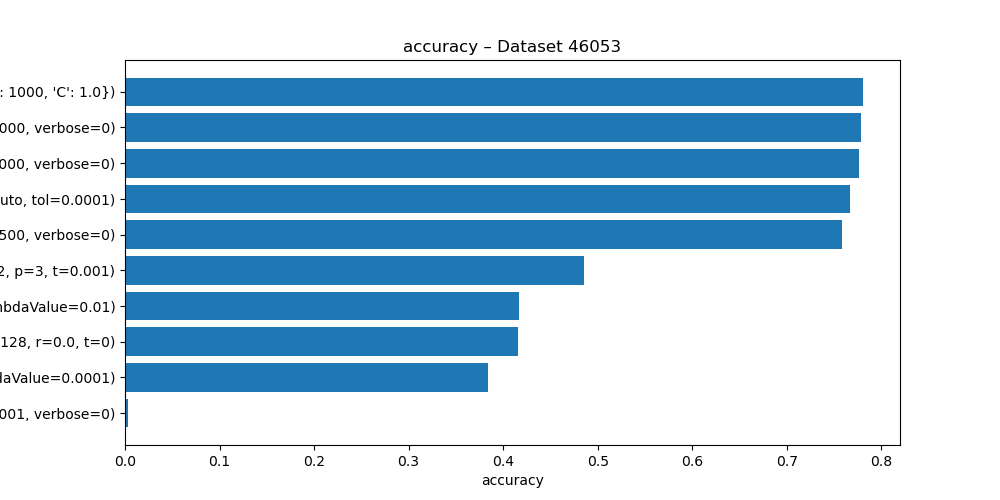 accuracy – Dataset 46053
: 1000, 'C': 1.0})
000, verbose=0)
000, verbose=0)
uto, tol=0.0001)
500, verbose=0)
2, p=3, t=0.001)
nbdaValue=0.01)
128, r=0.0, t=0)
daValue=0.0001)
001, verbose=0)
0.0 0.1 0.2 0.3 0.4 0.5 0.6 0.7 0.8
accuracy